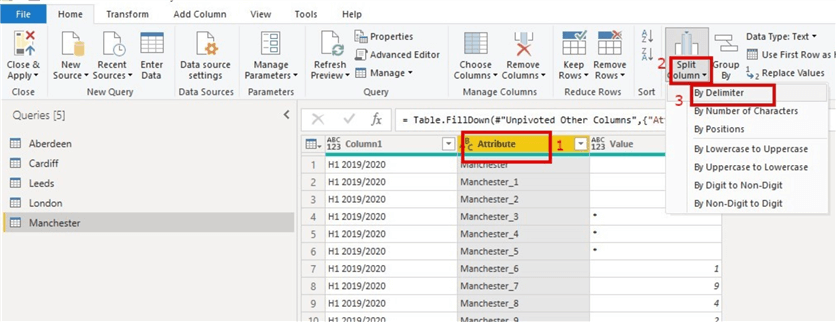 File Home Transform Add Column View Tools Help
Close & Apply New Source Recent Sources Enter Data Data source settings Manage Parameters Refresh Preview Properties Advanced Editor Manage Choose Columns Remove Columns Keep Rows Remove Rows 2 Split Column Group By Data Type: Text Use First Row as Replace Values
Close New Query Data Sources Parameters Query Manage Columns Reduce Rows Sort
3 By Delimiter
By Number of Characters
By Positions
By Lowercase to Uppercase
By Uppercase to Lowercase
By Digit to Non-Digit
By Non-Digit to Digit
Queries [5]
Aberdeen
Cardiff
Leeds
London
Manchester
fx = Table.FillDown(#"Unpivoted Other Columns",{"At
ABC 123 Column1 Attribute 1 ABC 123 Value
1 H1 2019/2020 Manchester
2 H1 2019/2020 Manchester_1
3 H1 2019/2020 Manchester_2
4 H1 2019/2020 Manchester_3 *
5 H1 2019/2020 Manchester_4 *
6 H1 2019/2020 Manchester_5 *
7 H1 2019/2020 Manchester_6 1
8 H1 2019/2020 Manchester_7 9
9 H1 2019/2020 Manchester_8 4
10 H1 2019/2020 Manchester_9 2